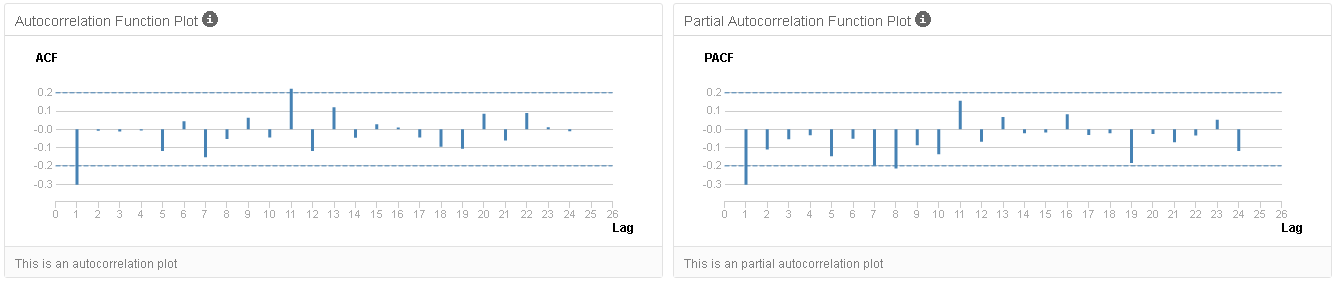 Autocorrelation Function Plot i
ACF
0.2
0.1
-0.0
-0.1
-0.2
-0.3
0 1 2 3 4 5 6 7 8 9 10 11 12 13 14 15 16 17 18 19 20 21 22 23 24 25 26
Lag
This is an autocorrelation plot
Partial Autocorrelation Function Plot i
PACF
0.2
0.1
-0.0
-0.1
-0.2
-0.3
0 1 2 3 4 5 6 7 8 9 10 11 12 13 14 15 16 17 18 19 20 21 22 23 24 25 26
Lag
This is an partial autocorrelation plot